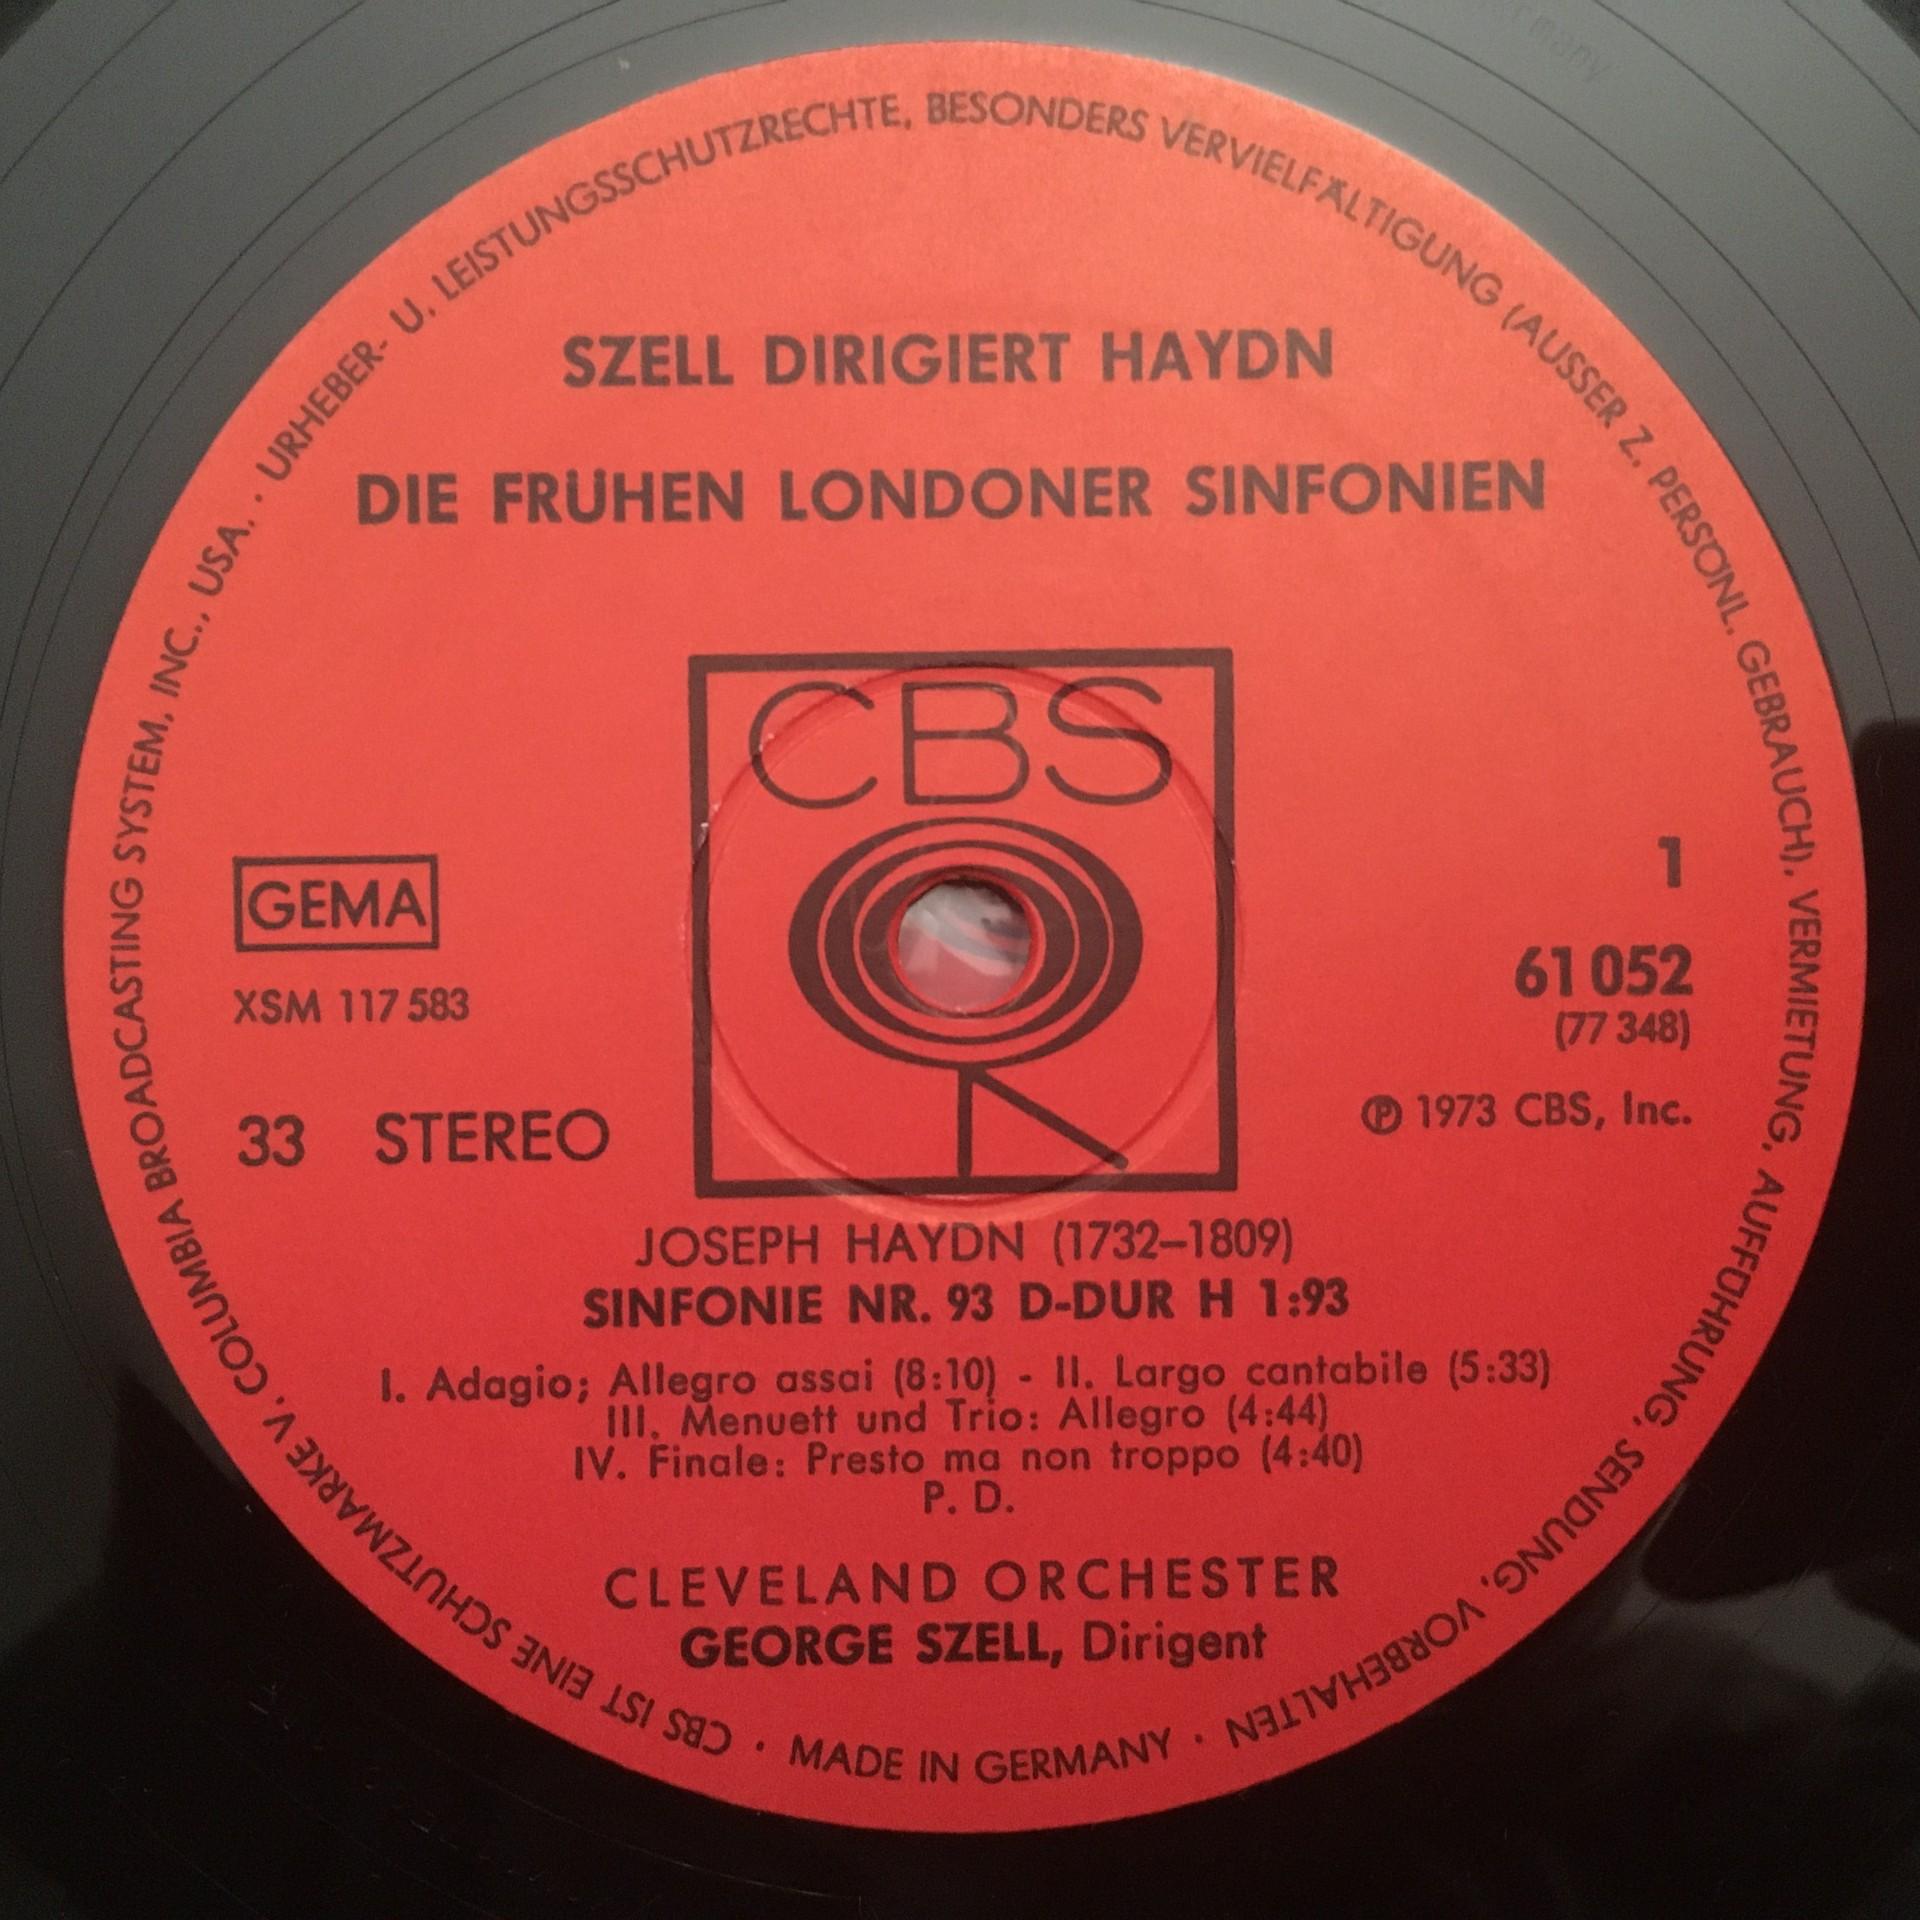 SZELL DIRIGIERT HAYDN
DIE FRÜHEN LONDONER SINFONIEN
CBS
GEMA
XSM 117 583
33 STEREO
1
61 052
(77 348)
℗ 1973 CBS, Inc.
JOSEPH HAYDN (1732–1809)
SINFONIE NR. 93 D-DUR H 1:93
I. Adagio; Allegro assai (8:10) - II. Largo cantabile (5:33)
III. Menuett und Trio: Allegro (4:44)
IV. Finale: Presto ma non troppo (4:40)
P. D.
CLEVELAND ORCHESTER
GEORGE SZELL, Dirigent
CBS IST EINE SCHUTZMARKE V. COLUMBIA BROADCASTING SYSTEM, INC., USA. · URHEBER- U. LEISTUNGSSCHUTZRECHTE, BESONDERS VERVIELFÄLTIGUNG (AUSSER Z. PERSÖNL. GEBRAUCH), VERMIETUNG, AUFFÜHRUNG, SENDUNG, VORBEHALTEN · MADE IN GERMANY ·